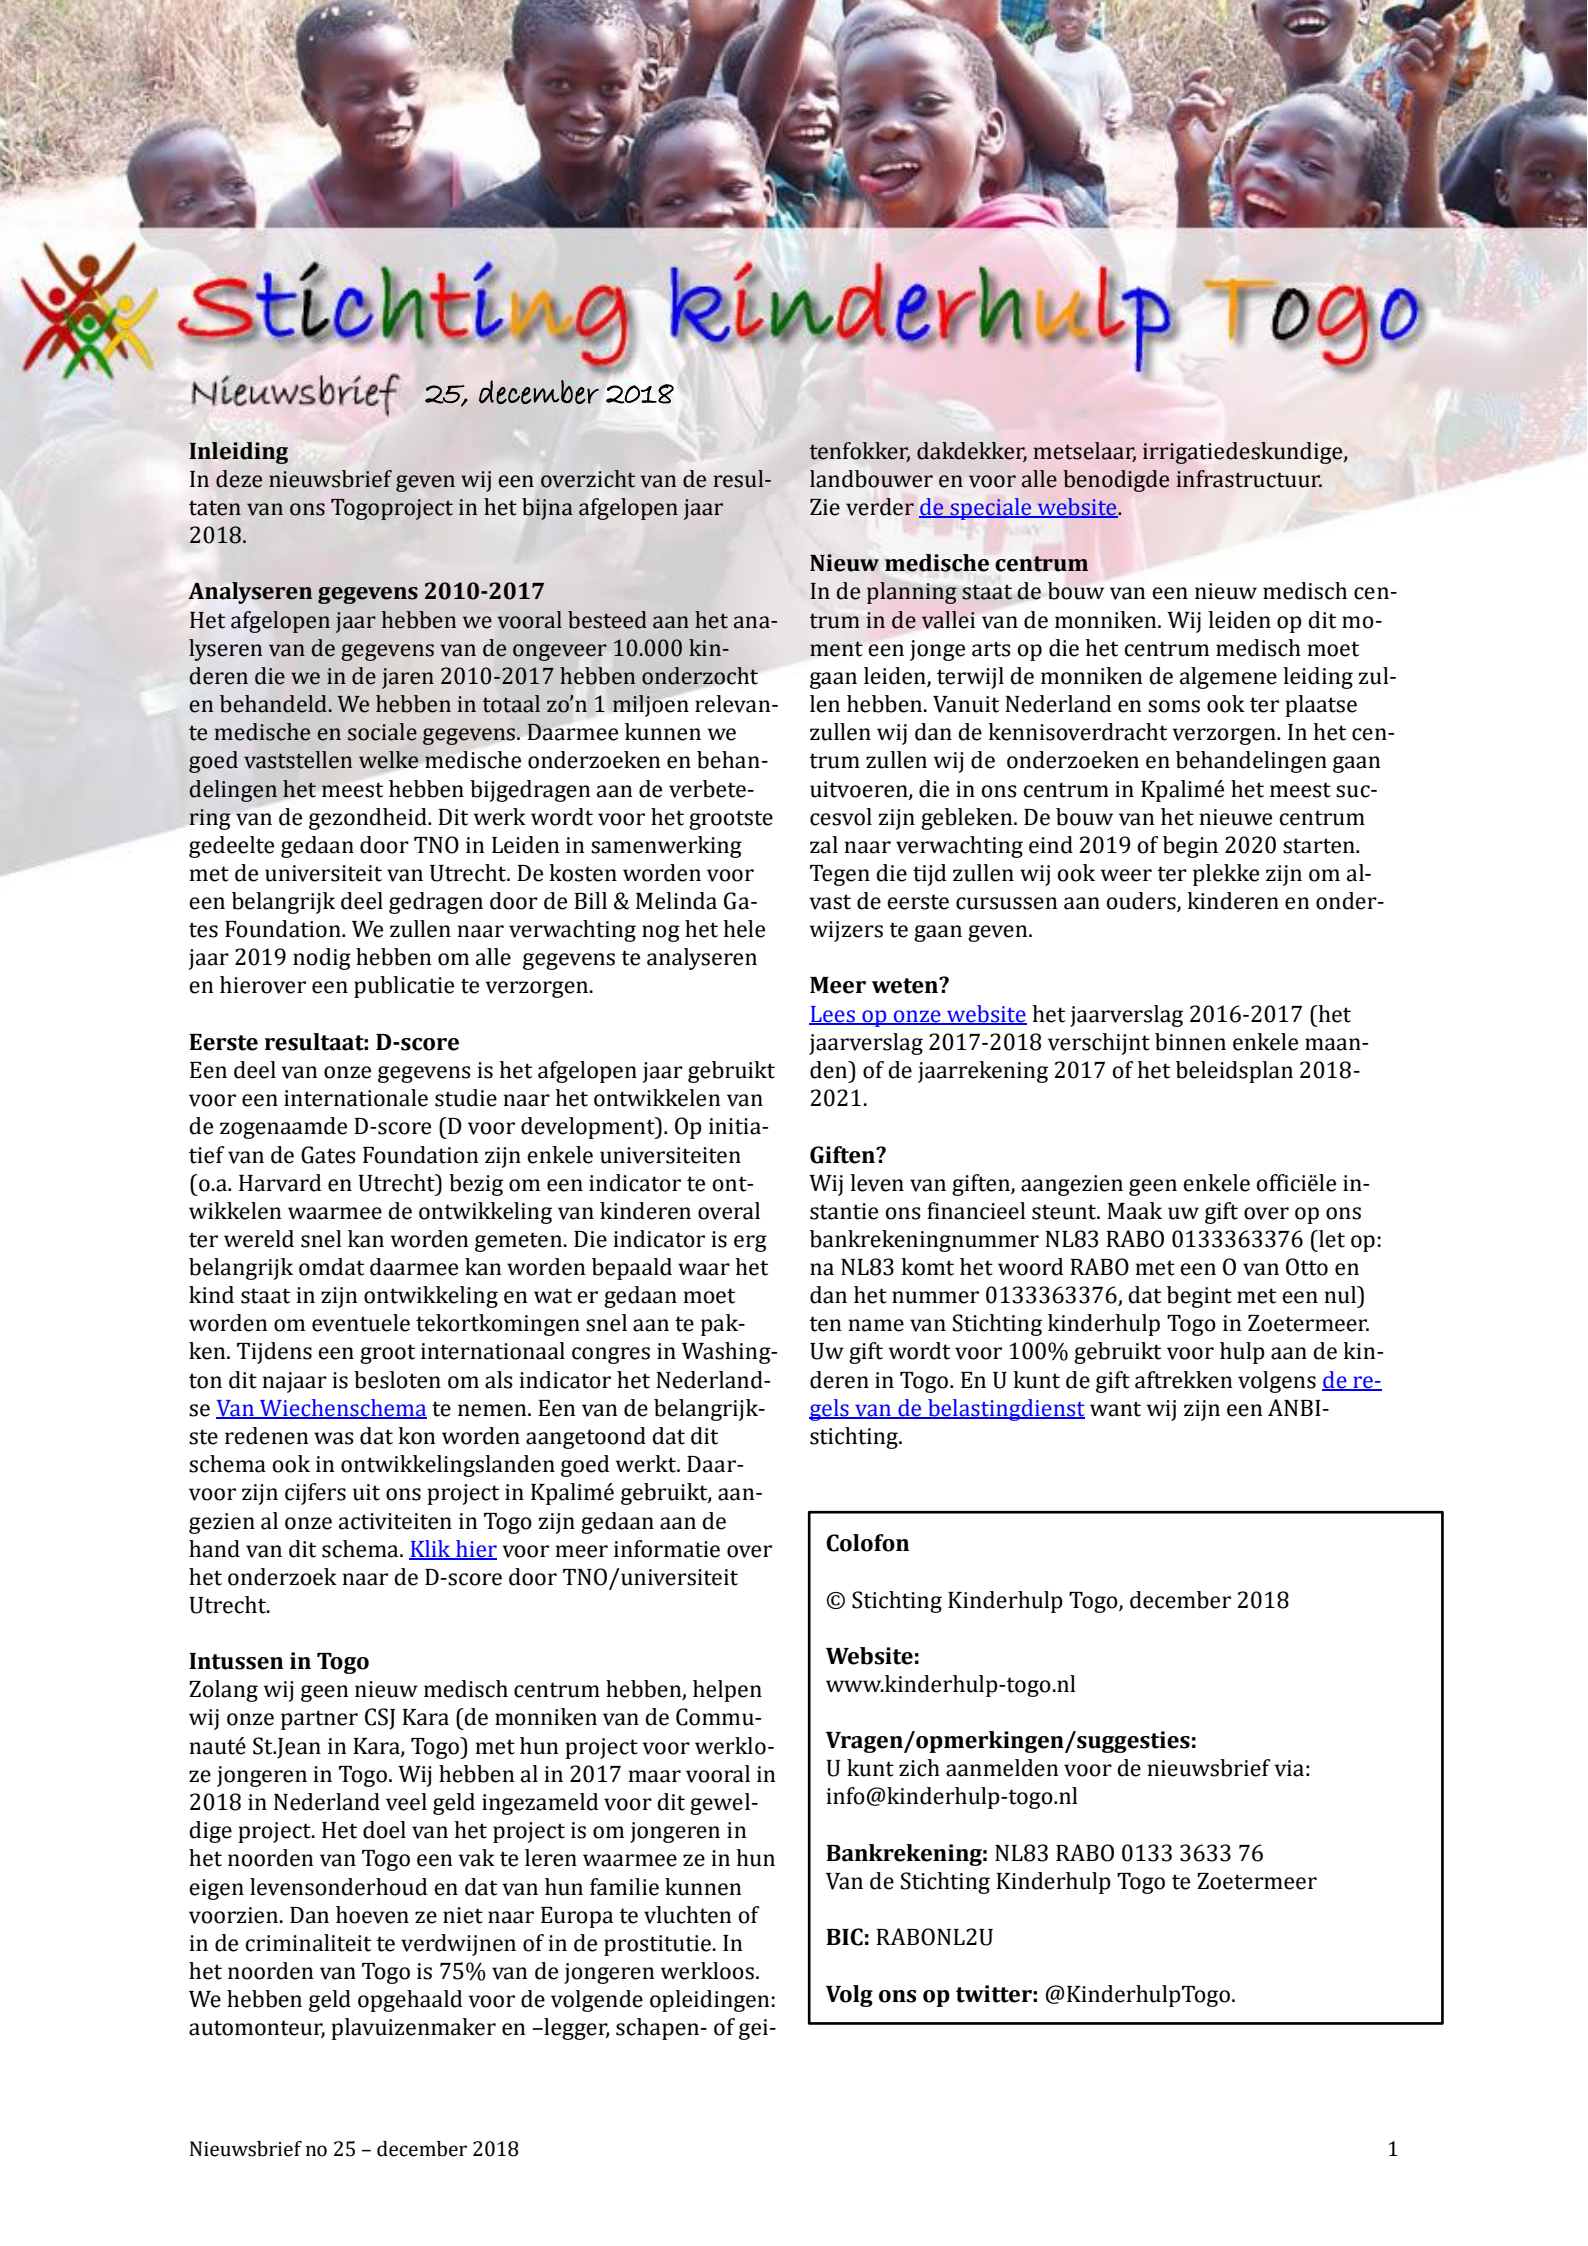 Stichting kinderhulp Togo
Nieuwsbrief 25, december 2018
Inleiding
In deze nieuwsbrief geven wij een overzicht van de resul-
taten van ons Togoproject in het bijna afgelopen jaar
2018.
Analyseren gegevens 2010-2017
Het afgelopen jaar hebben we vooral besteed aan het ana-
lyseren van de gegevens van de ongeveer 10.000 kin-
deren die we in de jaren 2010-2017 hebben onderzocht
en behandeld. We hebben in totaal zo’n 1 miljoen relevan-
te medische en sociale gegevens. Daarmee kunnen we
goed vaststellen welke medische onderzoeken en behan-
delingen het meest hebben bijgedragen aan de verbete-
ring van de gezondheid. Dit werk wordt voor het grootste
gedeelte gedaan door TNO in Leiden in samenwerking
met de universiteit van Utrecht. De kosten worden voor
een belangrijk deel gedragen door de Bill & Melinda Ga-
tes Foundation. We zullen naar verwachting nog het hele
jaar 2019 nodig hebben om alle  gegevens te analyseren
en hierover een publicatie te verzorgen.
Eerste resultaat: D-score
Een deel van onze gegevens is het afgelopen jaar gebruikt
voor een internationale studie naar het ontwikkelen van
de zogenaamde D-score (D voor development). Op initia-
tief van de Gates Foundation zijn enkele universiteiten
(o.a. Harvard en Utrecht) bezig om een indicator te ont-
wikkelen waarmee de ontwikkeling van kinderen overal
ter wereld snel kan worden gemeten. Die indicator is erg
belangrijk omdat daarmee kan worden bepaald waar het
kind staat in zijn ontwikkeling en wat er gedaan moet
worden om eventuele tekortkomingen snel aan te pak-
ken. Tijdens een groot internationaal congres in Washing-
ton dit najaar is besloten om als indicator het Nederland-
se Van Wiechenschema te nemen. Een van de belangrijk-
ste redenen was dat kon worden aangetoond dat dit
schema ook in ontwikkelingslanden goed werkt. Daar-
voor zijn cijfers uit ons project in Kpalimé gebruikt, aan-
gezien al onze activiteiten in Togo zijn gedaan aan de
hand van dit schema. Klik hier voor meer informatie over
het onderzoek naar de D-score door TNO/universiteit
Utrecht.
Intussen in Togo
Zolang wij geen nieuw medisch centrum hebben, helpen
wij onze partner CSJ Kara (de monniken van de Commu-
nauté St.Jean in Kara, Togo) met hun project voor werklo-
ze jongeren in Togo. Wij hebben al in 2017 maar vooral in
2018 in Nederland veel geld ingezameld voor dit gewel-
dige project. Het doel van het project is om jongeren in
het noorden van Togo een vak te leren waarmee ze in hun
eigen levensonderhoud en dat van hun familie kunnen
voorzien. Dan hoeven ze niet naar Europa te vluchten of
in de criminaliteit te verdwijnen of in de prostitutie. In
het noorden van Togo is 75% van de jongeren werkloos.
We hebben geld opgehaald voor de volgende opleidingen:
automonteur, plavuizenmaker en –legger, schapen- of gei-
tenfokker, dakdekker, metselaar, irrigatiedeskundige,
landbouwer en voor alle benodigde infrastructuur.
Zie verder de speciale website.
Nieuw medische centrum
In de planning staat de bouw van een nieuw medisch cen-
trum in de vallei van de monniken. Wij leiden op dit mo-
ment een jonge arts op die het centrum medisch moet
gaan leiden, terwijl de monniken de algemene leiding zul-
len hebben. Vanuit Nederland en soms ook ter plaatse
zullen wij dan de kennisoverdracht verzorgen. In het cen-
trum zullen wij de  onderzoeken en behandelingen gaan
uitvoeren, die in ons centrum in Kpalimé het meest suc-
cesvol zijn gebleken. De bouw van het nieuwe centrum
zal naar verwachting eind 2019 of begin 2020 starten.
Tegen die tijd zullen wij ook weer ter plekke zijn om al-
vast de eerste cursussen aan ouders, kinderen en onder-
wijzers te gaan geven.
Meer weten?
Lees op onze website het jaarverslag 2016-2017 (het
jaarverslag 2017-2018 verschijnt binnen enkele maan-
den) of de jaarrekening 2017 of het beleidsplan 2018-
2021.
Giften?
Wij leven van giften, aangezien geen enkele officiële in-
stantie ons financieel steunt. Maak uw gift over op ons
bankrekeningnummer NL83 RABO 0133363376 (let op:
na NL83 komt het woord RABO met een O van Otto en
dan het nummer 0133363376, dat begint met een nul)
ten name van Stichting kinderhulp Togo in Zoetermeer.
Uw gift wordt voor 100% gebruikt voor hulp aan de kin-
deren in Togo. En U kunt de gift aftrekken volgens de re-
gels van de belastingdienst want wij zijn een ANBI-
stichting.
Colofon
© Stichting Kinderhulp Togo, december 2018
Website:
www.kinderhulp-togo.nl
Vragen/opmerkingen/suggesties:
U kunt zich aanmelden voor de nieuwsbrief via:
info@kinderhulp-togo.nl
Bankrekening: NL83 RABO 0133 3633 76
Van de Stichting Kinderhulp Togo te Zoetermeer
BIC: RABONL2U
Volg ons op twitter: @KinderhulpTogo.
Nieuwsbrief no 25 – december 2018 1